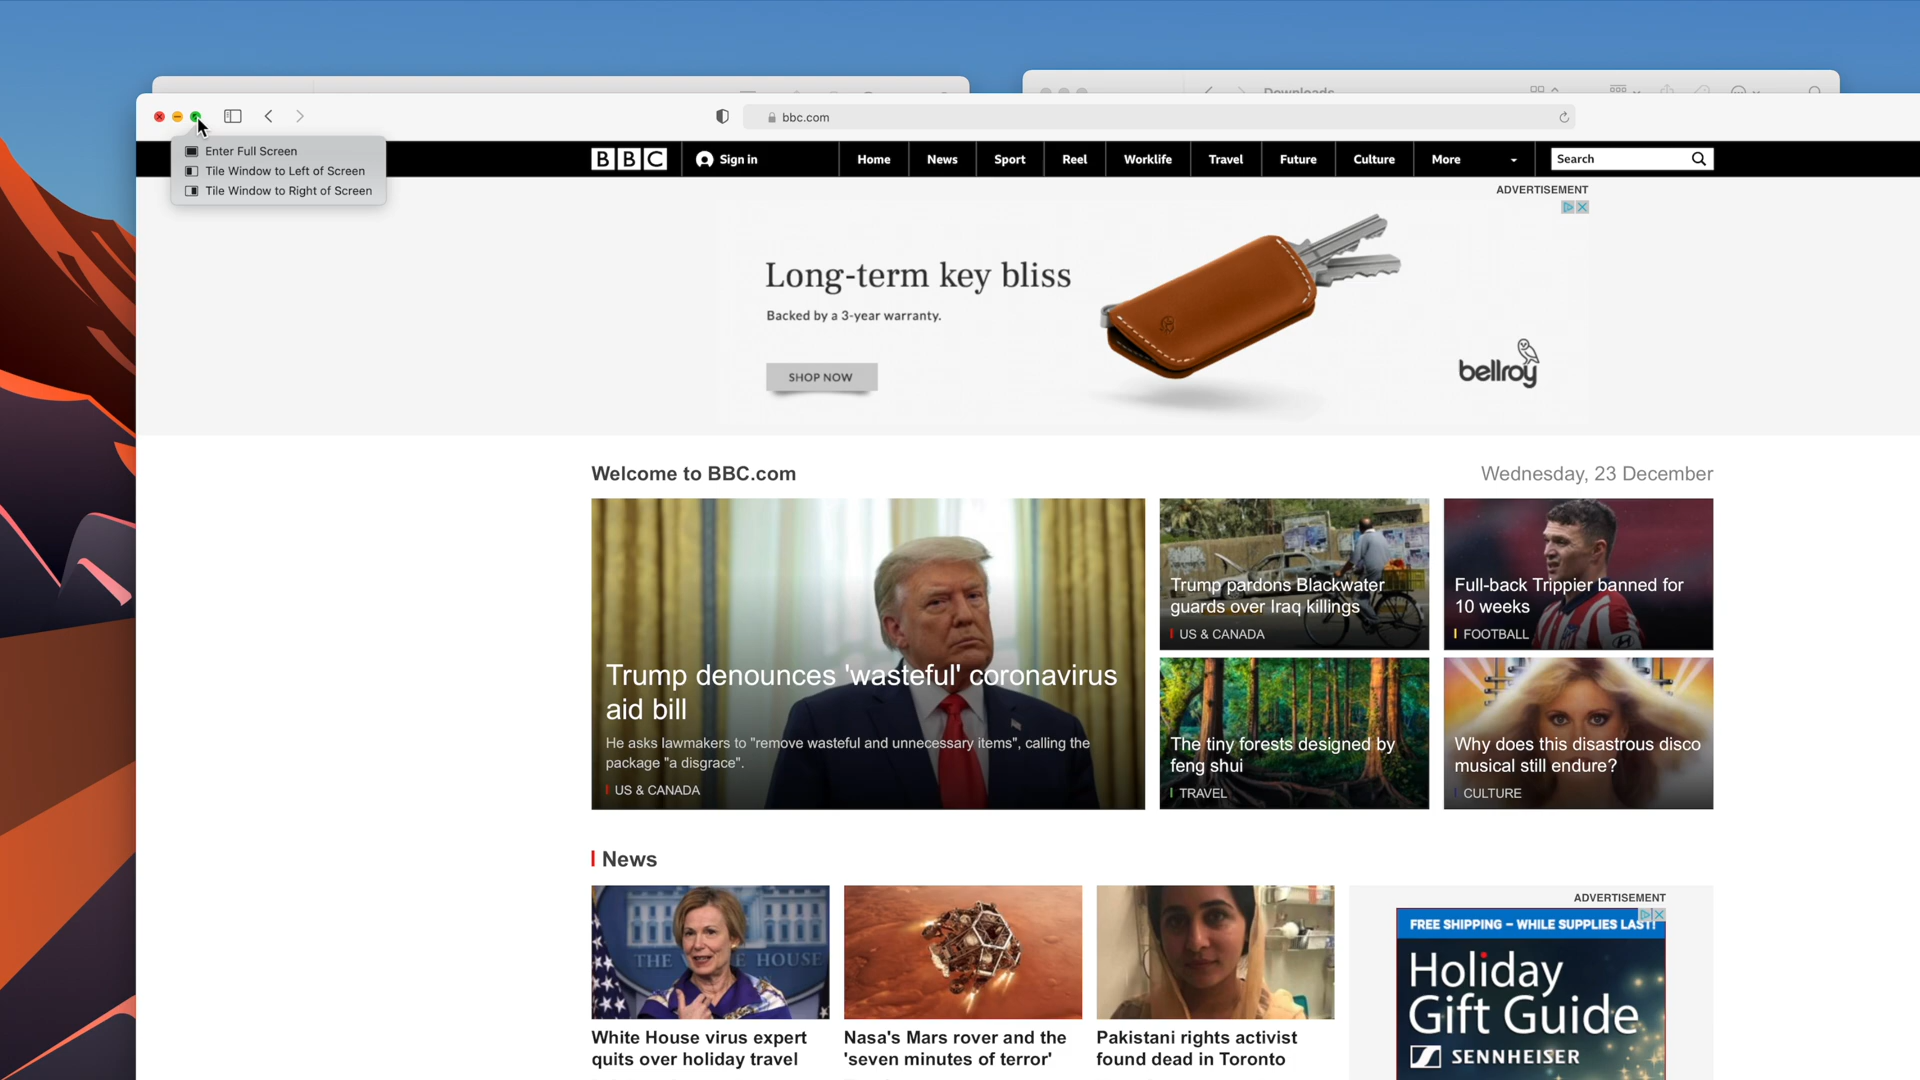 Downloads
bbc.com
Enter Full Screen
Tile Window to Left of Screen
Tile Window to Right of Screen
BBC Sign in Home News Sport Reel Worklife Travel Future Culture More Search
ADVERTISEMENT
Long-term key bliss
Backed by a 3-year warranty.
SHOP NOW
bellroy
Welcome to BBC.com
Wednesday, 23 December
Trump denounces 'wasteful' coronavirus
aid bill
He asks lawmakers to "remove wasteful and unnecessary items", calling the
package "a disgrace".
US & CANADA
Trump pardons Blackwater
guards over Iraq killings
US & CANADA
Full-back Trippier banned for
10 weeks
FOOTBALL
The tiny forests designed by
feng shui
TRAVEL
Why does this disastrous disco
musical still endure?
CULTURE
News
THE WHITE HOUSE
White House virus expert
quits over holiday travel
Nasa's Mars rover and the
'seven minutes of terror'
Pakistani rights activist
found dead in Toronto
ADVERTISEMENT
FREE SHIPPING – WHILE SUPPLIES LAST!
Holiday
Gift Guide
SENNHEISER